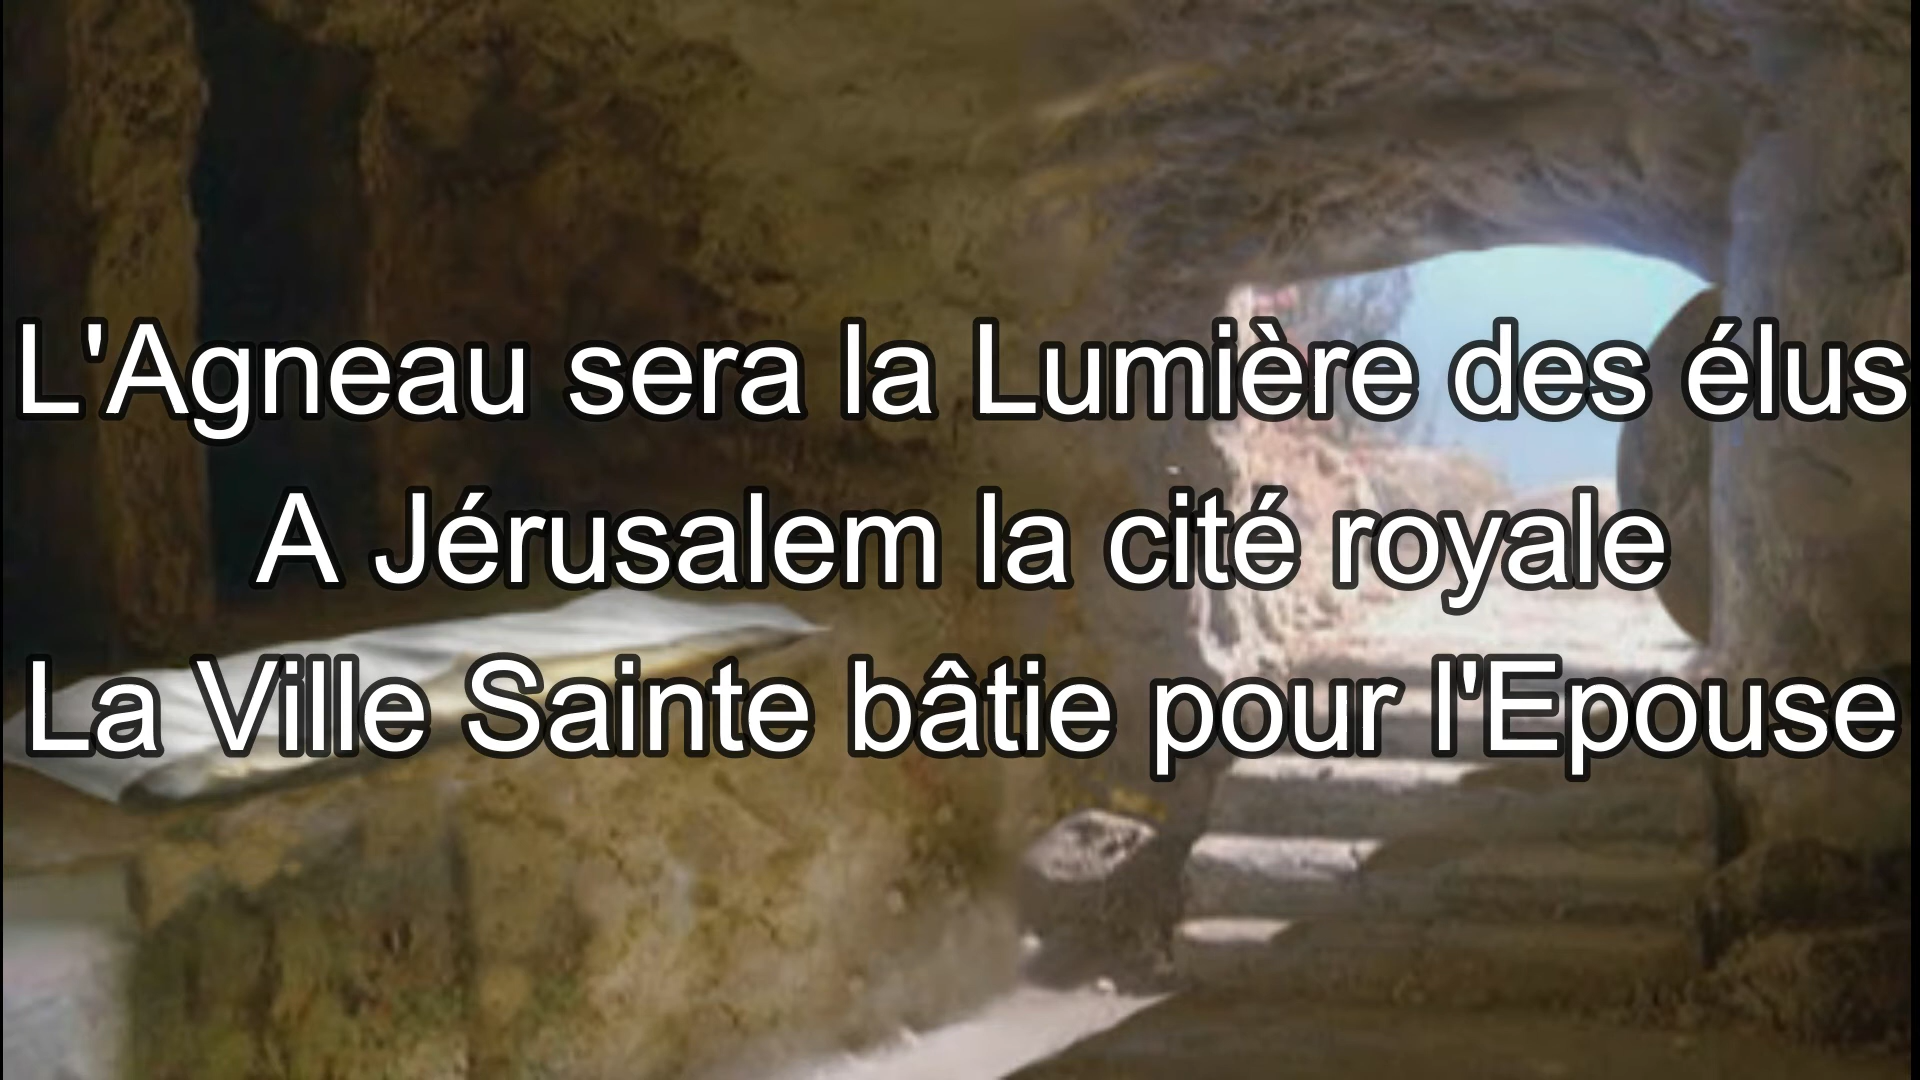 L'Agneau sera la Lumière des élus
A Jérusalem la cité royale
La Ville Sainte bâtie pour l'Epouse